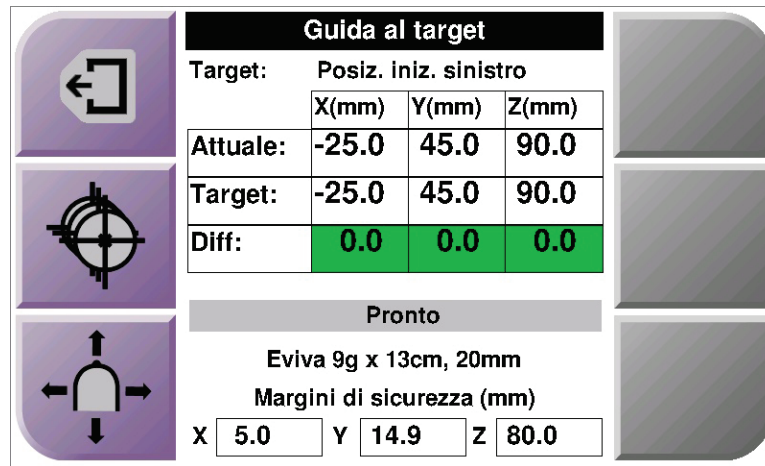 Guida al target
Target: Posiz. iniz. sinistro
X(mm) Y(mm) Z(mm)
Attuale: -25.0 45.0 90.0
Target: -25.0 45.0 90.0
Diff: 0.0 0.0 0.0
Pronto
Eviva 9g x 13cm, 20mm
Margini di sicurezza (mm)
X 5.0 Y 14.9 Z 80.0